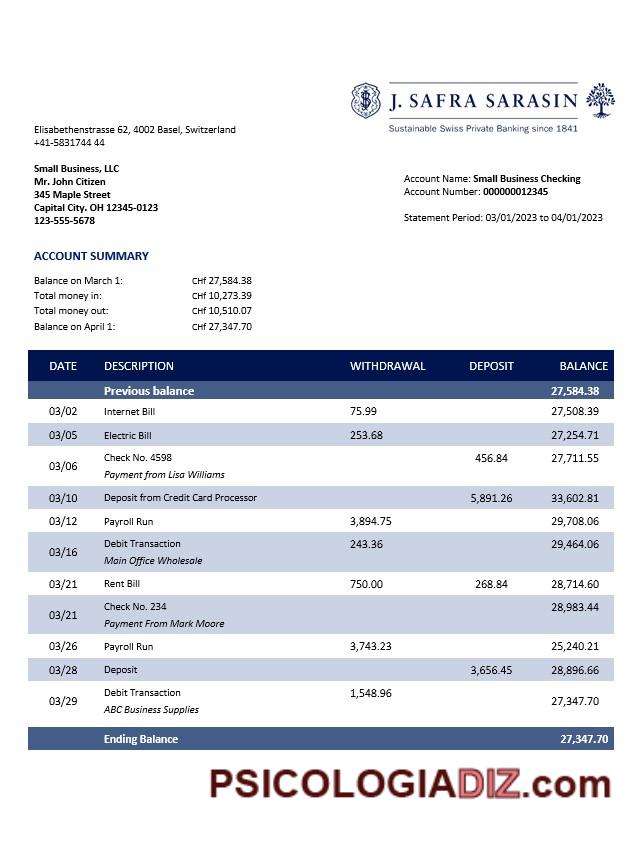 J. SAFRA SARASIN
Sustainable Swiss Private Banking since 1841
Elisabethenstrasse 62, 4002 Basel, Switzerland
+41-5831744 44
Small Business, LLC
Mr. John Citizen
345 Maple Street
Capital City. OH 12345-0123
123-555-5678
Account Name: Small Business Checking
Account Number: 000000012345
Statement Period: 03/01/2023 to 04/01/2023
ACCOUNT SUMMARY
Balance on March 1: CHf 27,584.38
Total money in: CHf 10,273.39
Total money out: CHf 10,510.07
Balance on April 1: CHf 27,347.70
DATE DESCRIPTION WITHDRAWAL DEPOSIT BALANCE
Previous balance 27,584.38
03/02 Internet Bill 75.99 27,508.39
03/05 Electric Bill 253.68 27,254.71
03/06 Check No. 4598 456.84 27,711.55
Payment from Lisa Williams
03/10 Deposit from Credit Card Processor 5,891.26 33,602.81
03/12 Payroll Run 3,894.75 29,708.06
03/16 Debit Transaction 243.36 29,464.06
Main Office Wholesale
03/21 Rent Bill 750.00 268.84 28,714.60
03/21 Check No. 234 28,983.44
Payment From Mark Moore
03/26 Payroll Run 3,743.23 25,240.21
03/28 Deposit 3,656.45 28,896.66
03/29 Debit Transaction 1,548.96 27,347.70
ABC Business Supplies
Ending Balance 27,347.70
PSICOLOGIADIZ.com